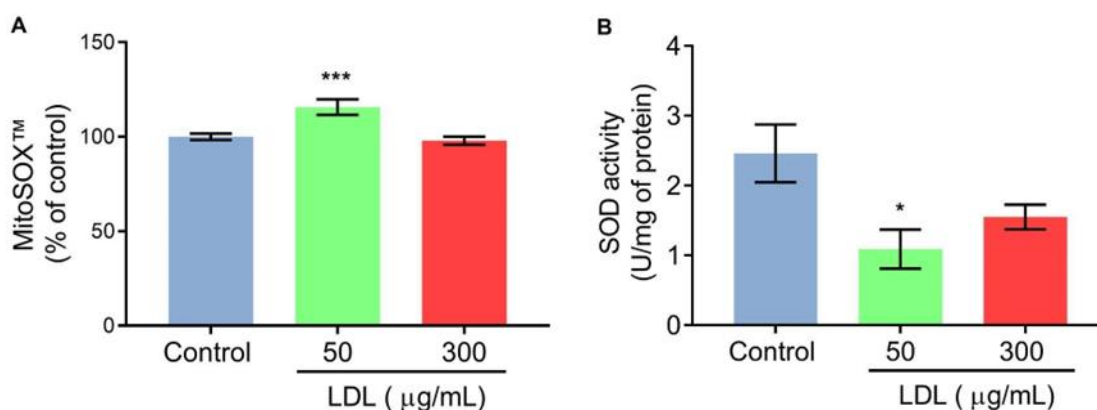 A
MitoSOX™
(% of control)
150
100
50
0
***
Control
50
300
LDL ( μg/mL)
B
SOD activity
(U/mg of protein)
4
3
2
1
0
*
Control
50
300
LDL ( μg/mL)